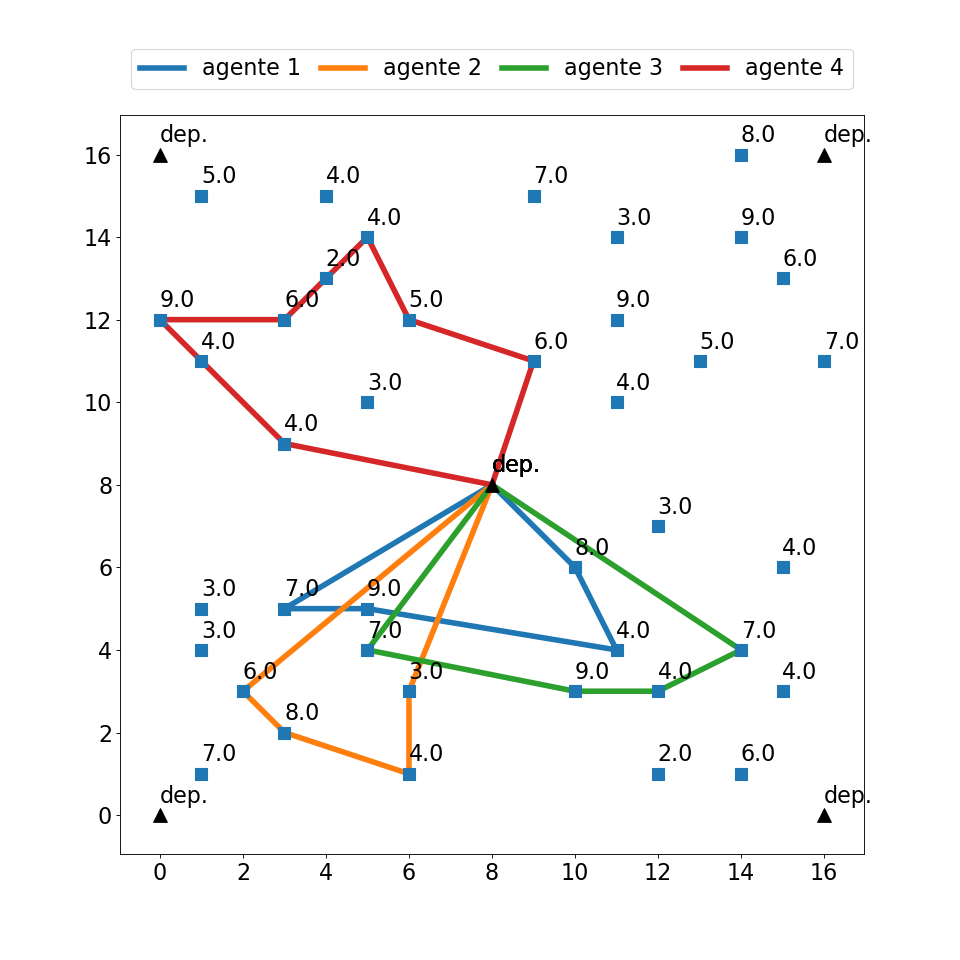 agente 1 agente 2 agente 3 agente 4
dep. 8.0 dep.
16
5.0 4.0 7.0
4.0 3.0 9.0
14
2.0 6.0
9.0 6.0 5.0 9.0
12
4.0 6.0 5.0 7.0
3.0 4.0
10
4.0
dep.
8
3.0
8.0 4.0
6
3.0 7.0 9.0
3.0 7.0 4.0 7.0
4
6.0 3.0 9.0 4.0 4.0
8.0
2
7.0 4.0 2.0 6.0
dep. dep.
0
0 2 4 6 8 10 12 14 16